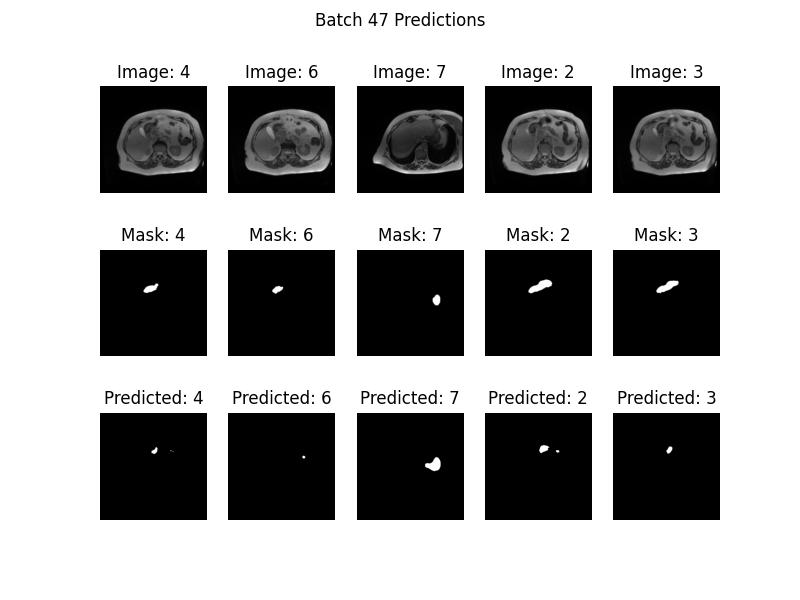 Batch 47 Predictions
Image: 4 Image: 6 Image: 7 Image: 2 Image: 3
Mask: 4 Mask: 6 Mask: 7 Mask: 2 Mask: 3
Predicted: 4 Predicted: 6 Predicted: 7 Predicted: 2 Predicted: 3